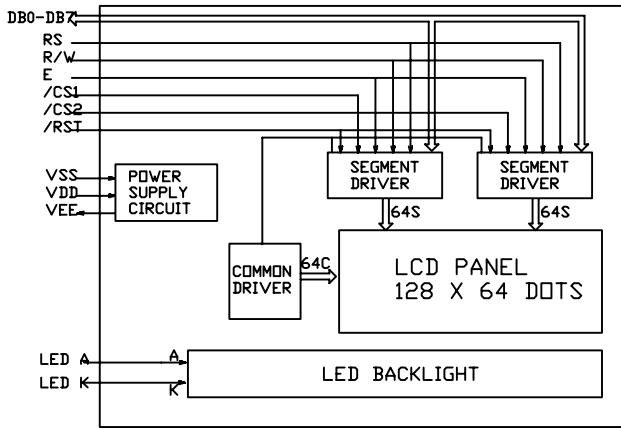 DB0-DB7
RS
R/W
E
/CS1
/CS2
/RST
SEGMENT
DRIVER
SEGMENT
DRIVER
VSS
VDD
VEE
POWER
SUPPLY
CIRCUIT
64S
64S
COMMON
DRIVER
64C
LCD PANEL
128 X 64 DOTS
LED A
A
LED K
K
LED BACKLIGHT